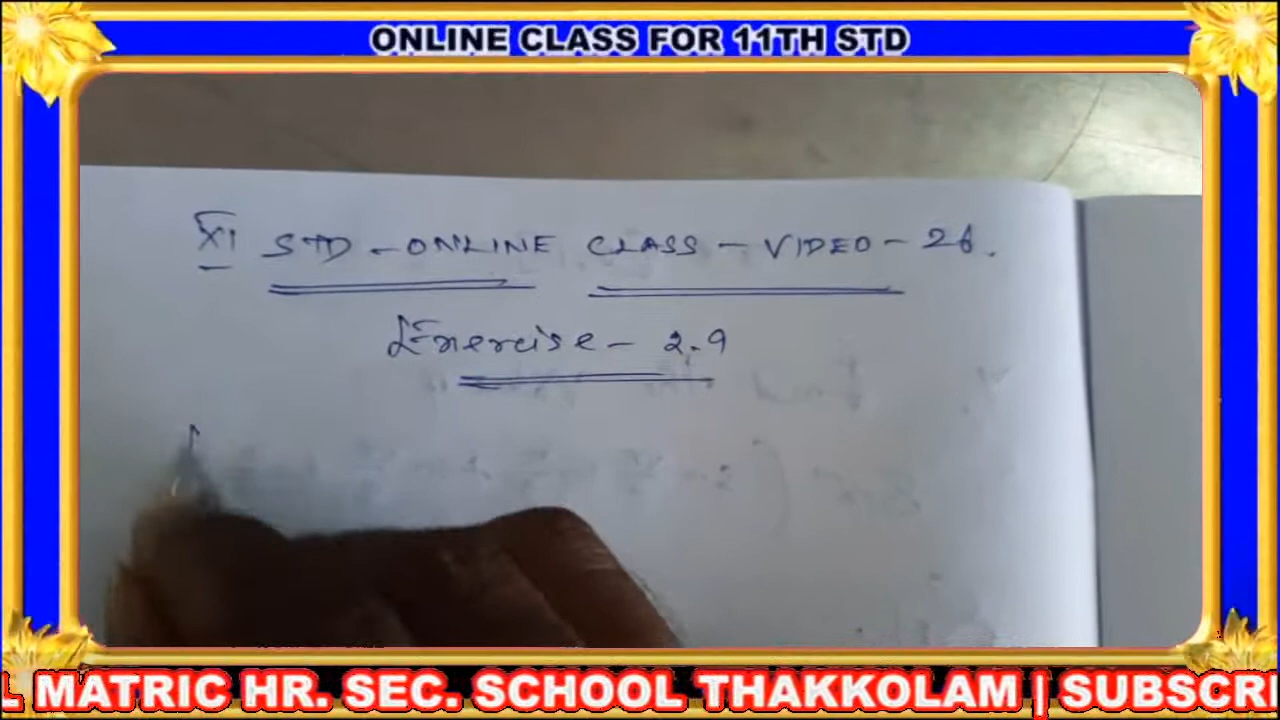 ONLINE CLASS FOR 11TH STD
XI STD - ONLINE CLASS - VIDEO - 26.
Exercise - 2.9
L MATRIC HR. SEC. SCHOOL THAKKOLAM | SUBSCRI